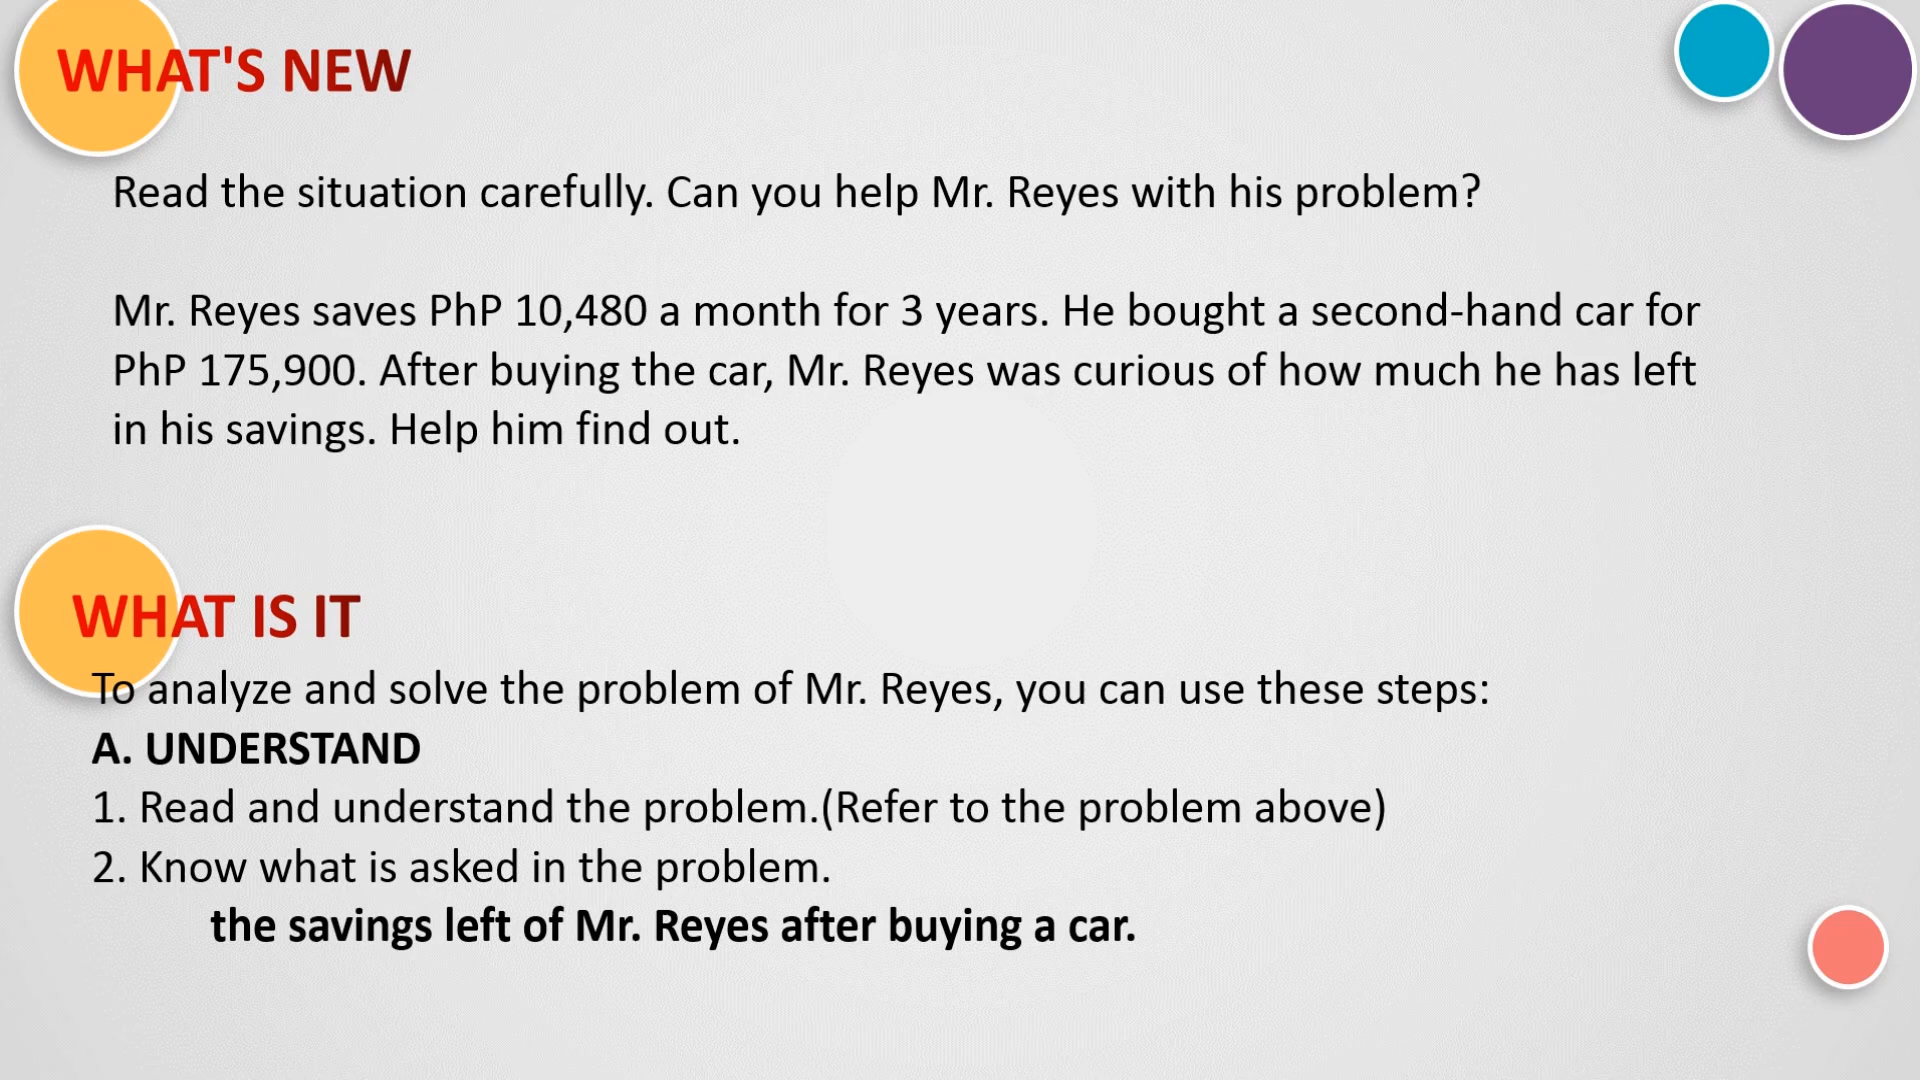 WHAT'S NEW
Read the situation carefully. Can you help Mr. Reyes with his problem?
Mr. Reyes saves PhP 10,480 a month for 3 years. He bought a second-hand car for
PhP 175,900. After buying the car, Mr. Reyes was curious of how much he has left
in his savings. Help him find out.
WHAT IS IT
To analyze and solve the problem of Mr. Reyes, you can use these steps:
A. UNDERSTAND
1. Read and understand the problem.(Refer to the problem above)
2. Know what is asked in the problem.
the savings left of Mr. Reyes after buying a car.